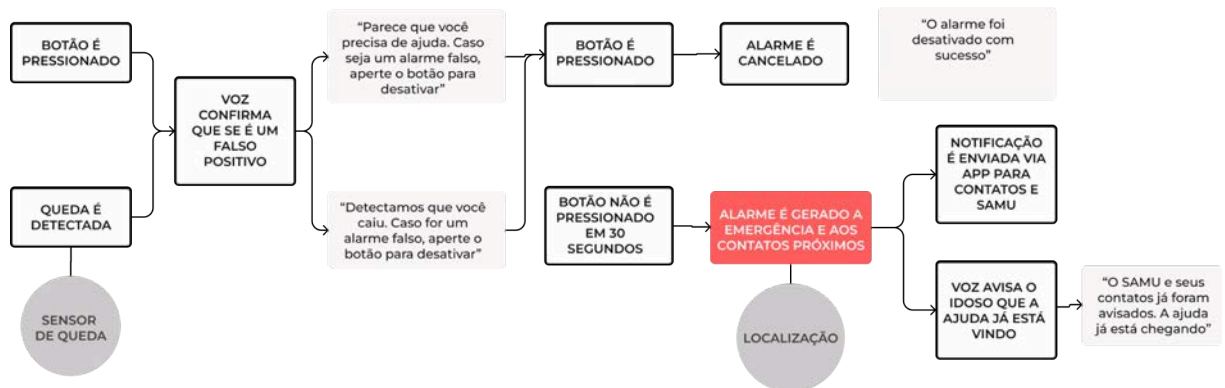 BOTÃO É
PRESSIONADO
QUEDA É
DETECTADA
SENSOR
DE QUEDA
VOZ
CONFIRMA
QUE SE É UM
FALSO
POSITIVO
“Parece que você
precisa de ajuda. Caso
seja um alarme falso,
aperte o botão para
desativar”
“Detectamos que você
caiu. Caso for um
alarme falso, aperte o
botão para desativar”
BOTÃO É
PRESSIONADO
ALARME É
CANCELADO
“O alarme foi
desativado com
sucesso”
BOTÃO NÃO É
PRESSIONADO
EM 30
SEGUNDOS
ALARME É GERADO A
EMERGÊNCIA E AOS
CONTATOS PRÓXIMOS
LOCALIZAÇÃO
NOTIFICAÇÃO
É ENVIADA VIA
APP PARA
CONTATOS E
SAMU
VOZ AVISA O
IDOSO QUE A
AJUDA JÁ ESTÁ
VINDO
“O SAMU e seus
contatos já foram
avisados. A ajuda
já está chegando”